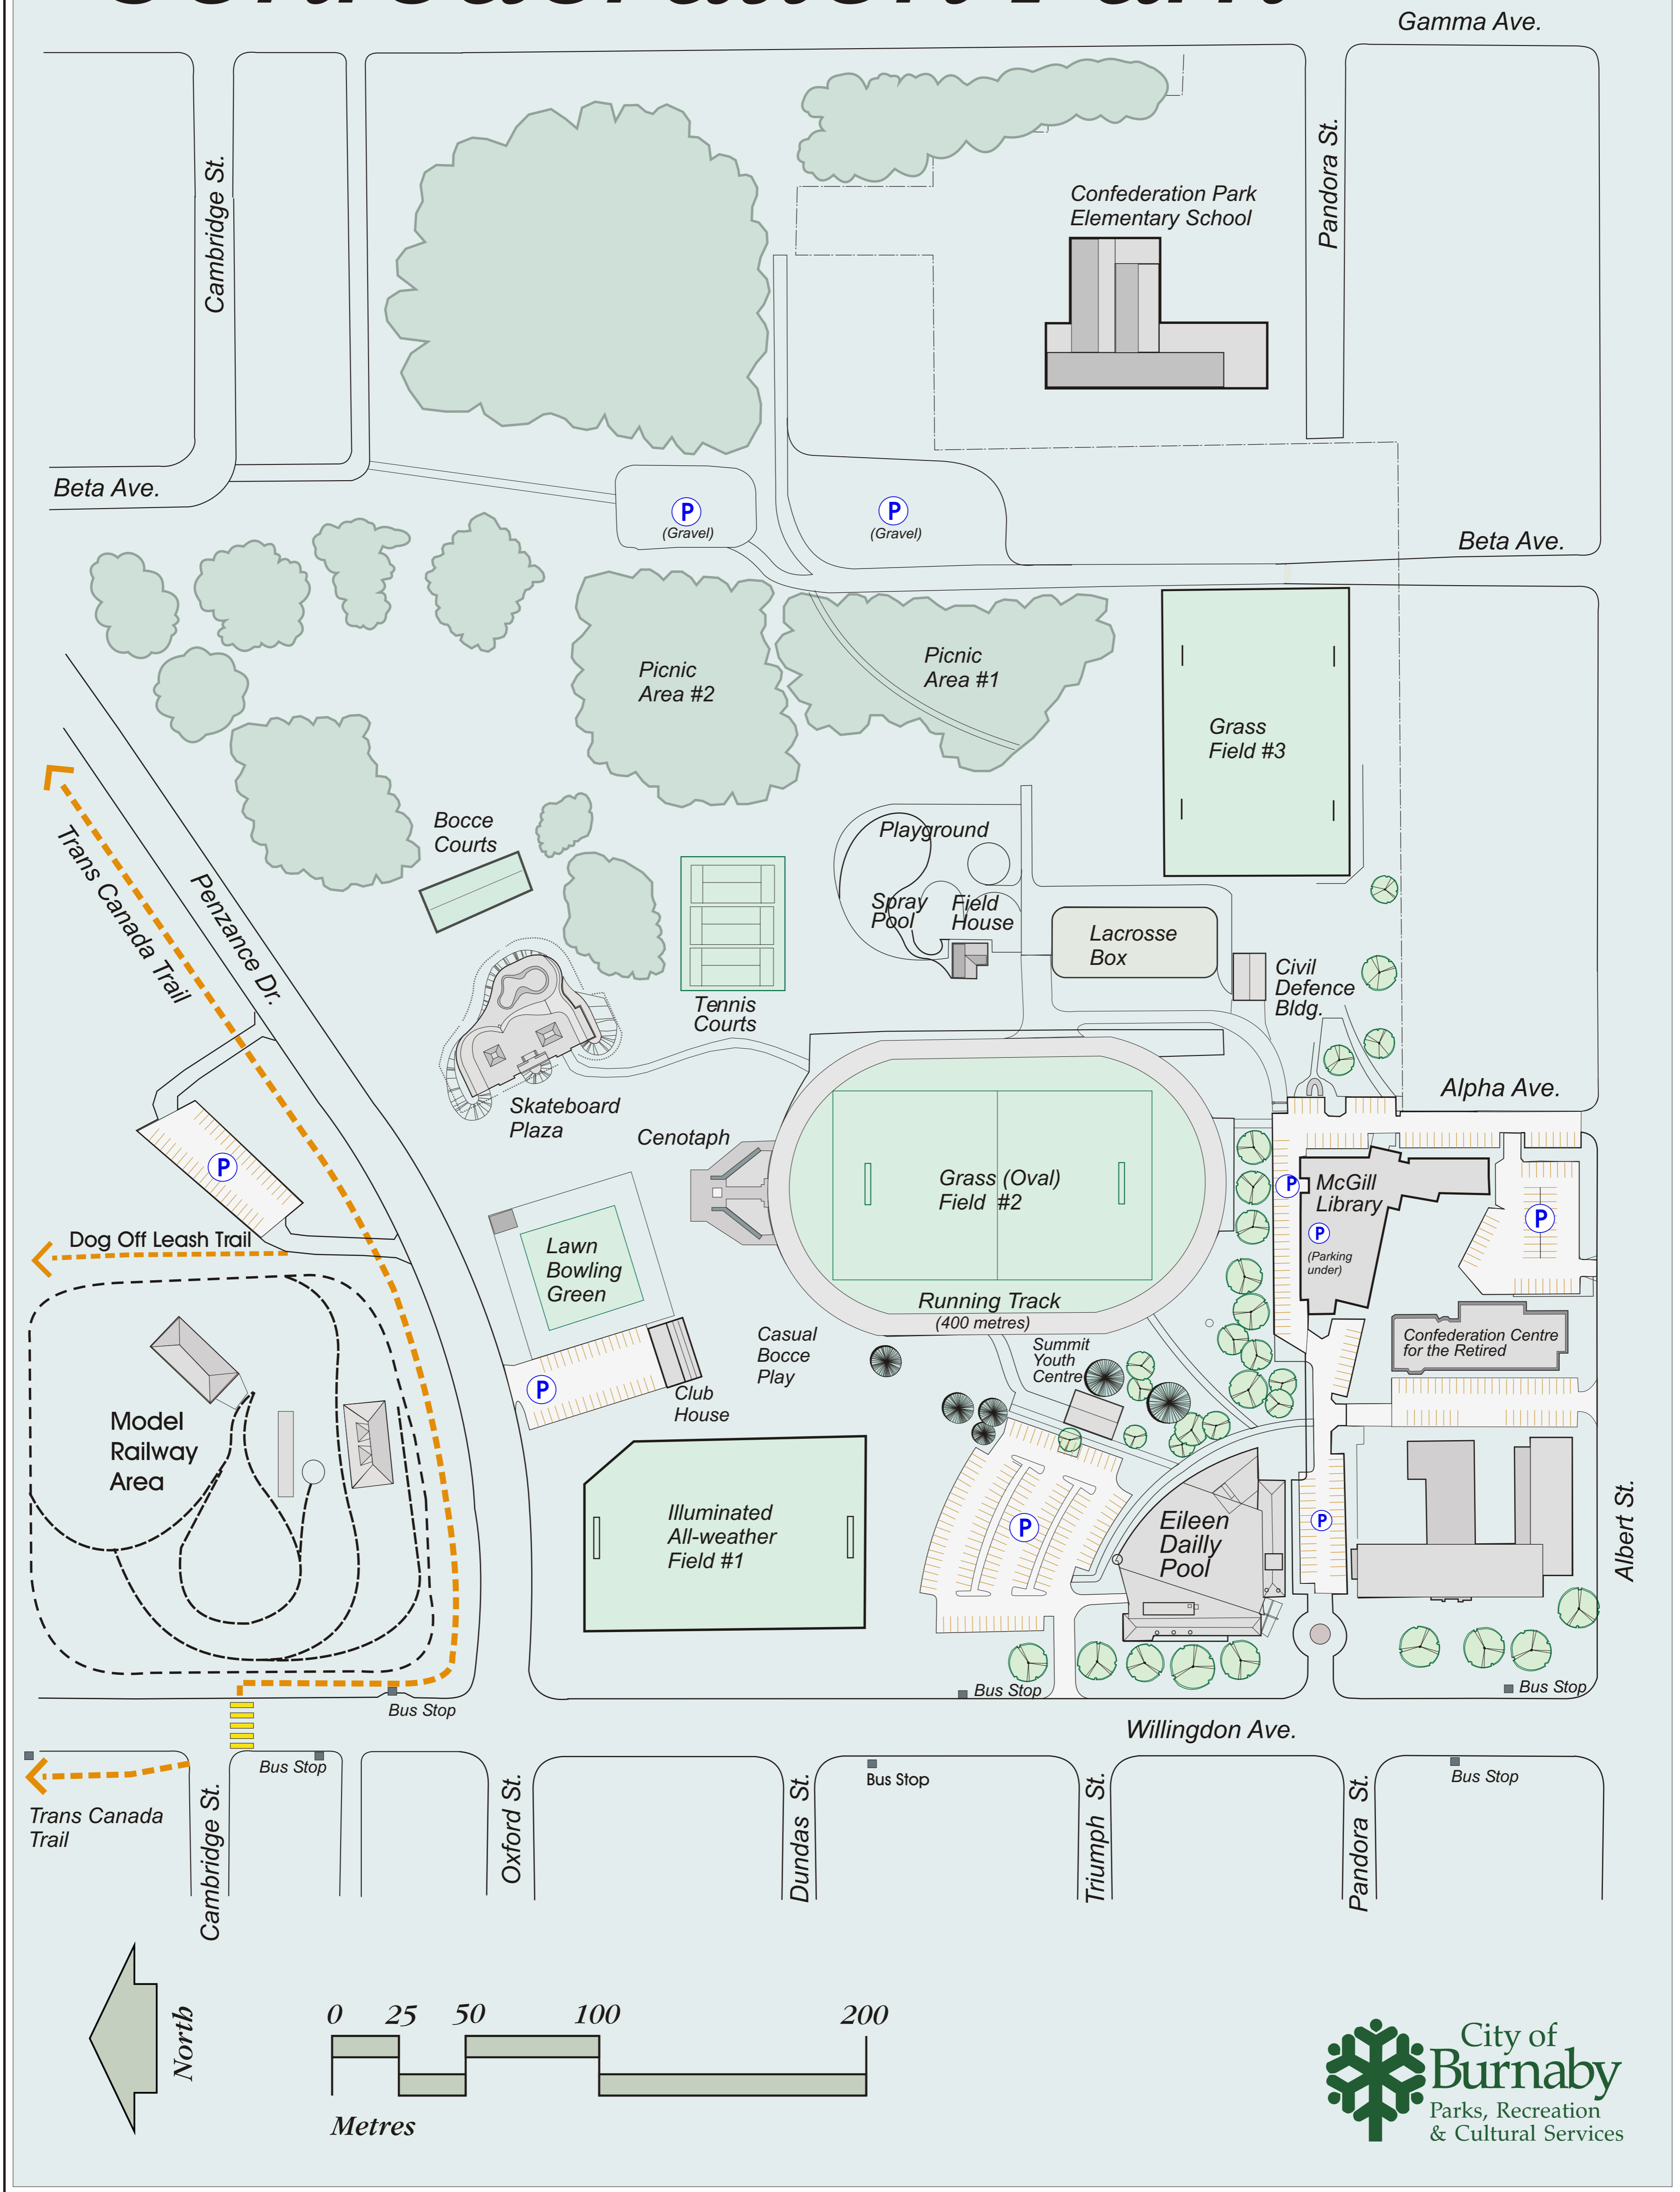 Confederation Park
Gamma Ave.
Cambridge St.
Pandora St.
Confederation Park
Elementary School
Beta Ave.
P
(Gravel)
P
(Gravel)
Beta Ave.
Picnic
Area #2
Picnic
Area #1
Grass
Field #3
Trans Canada Trail
Penzance Dr.
Bocce
Courts
Playground
Spray
Pool
Field
House
Lacrosse
Box
Civil
Defence
Bldg.
Tennis
Courts
Skateboard
Plaza
Cenotaph
Alpha Ave.
P
Grass (Oval)
Field #2
P
McGill
Library
P
(Parking
under)
P
Dog Off Leash Trail
Lawn
Bowling
Green
Running Track
(400 metres)
Casual
Bocce
Play
Summit
Youth
Centre
Confederation Centre
for the Retired
P
Club
House
Model
Railway
Area
Illuminated
All-weather
Field #1
P
Eileen
Dailly
Pool
P
Albert St.
Bus Stop
Bus Stop
Bus Stop
Willingdon Ave.
Bus Stop
Bus Stop
Bus Stop
Trans Canada
Trail
Cambridge St.
Oxford St.
Dundas St.
Triumph St.
Pandora St.
North
0 25 50 100 200
Metres
City of
Burnaby
Parks, Recreation
& Cultural Services